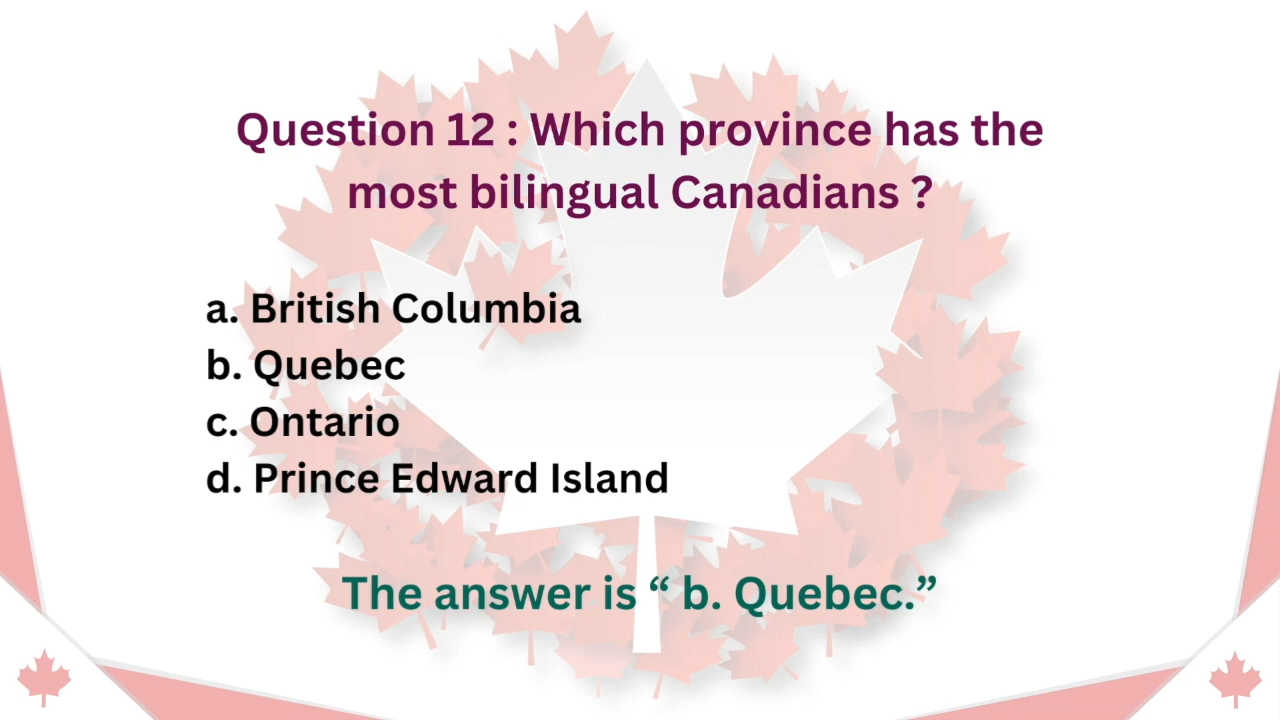 Question 12 : Which province has the
most bilingual Canadians ?
a. British Columbia
b. Quebec
c. Ontario
d. Prince Edward Island
The answer is “ b. Quebec.”